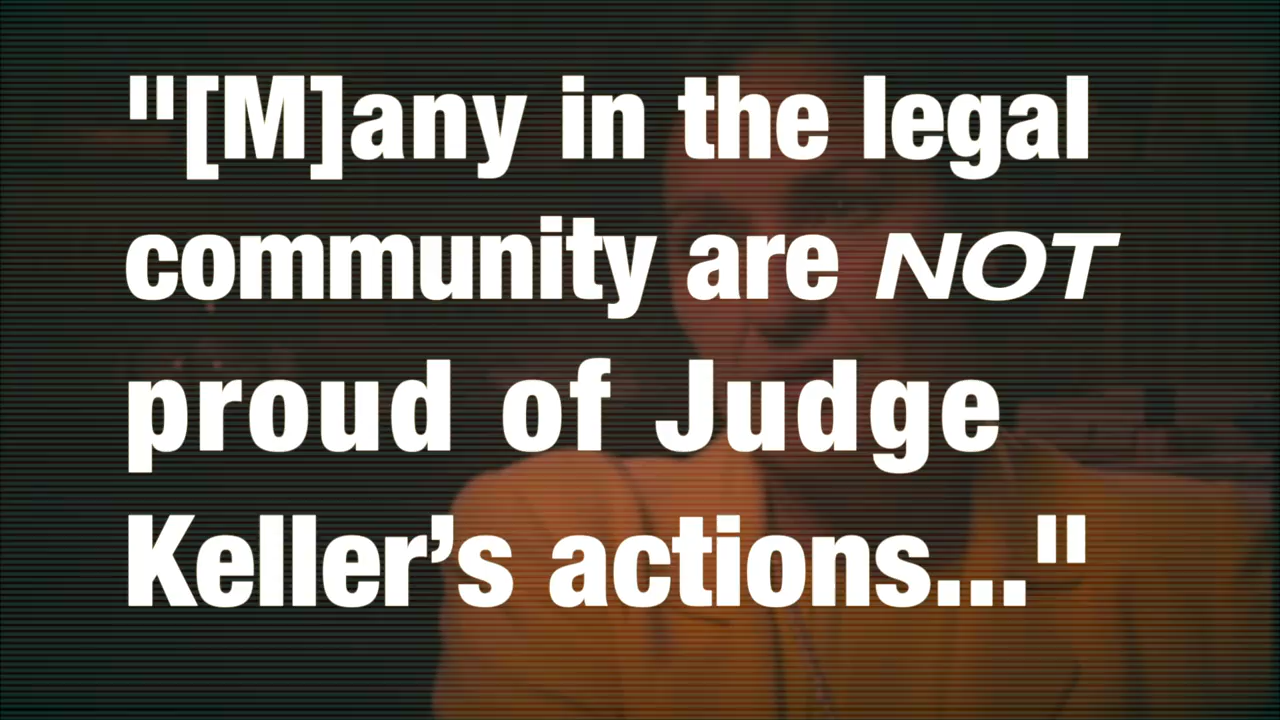 "[M]any in the legal
community are NOT
proud of Judge
Keller’s actions..."